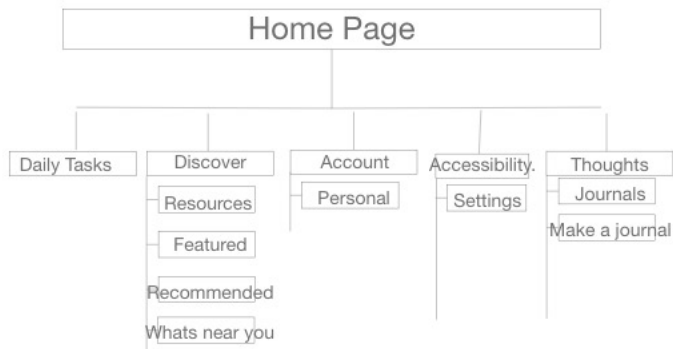 Home Page
Daily Tasks
Discover
Account
Accessibility.
Thoughts
Resources
Personal
Settings
Journals
Featured
Make a journal
Recommended
Whats near you